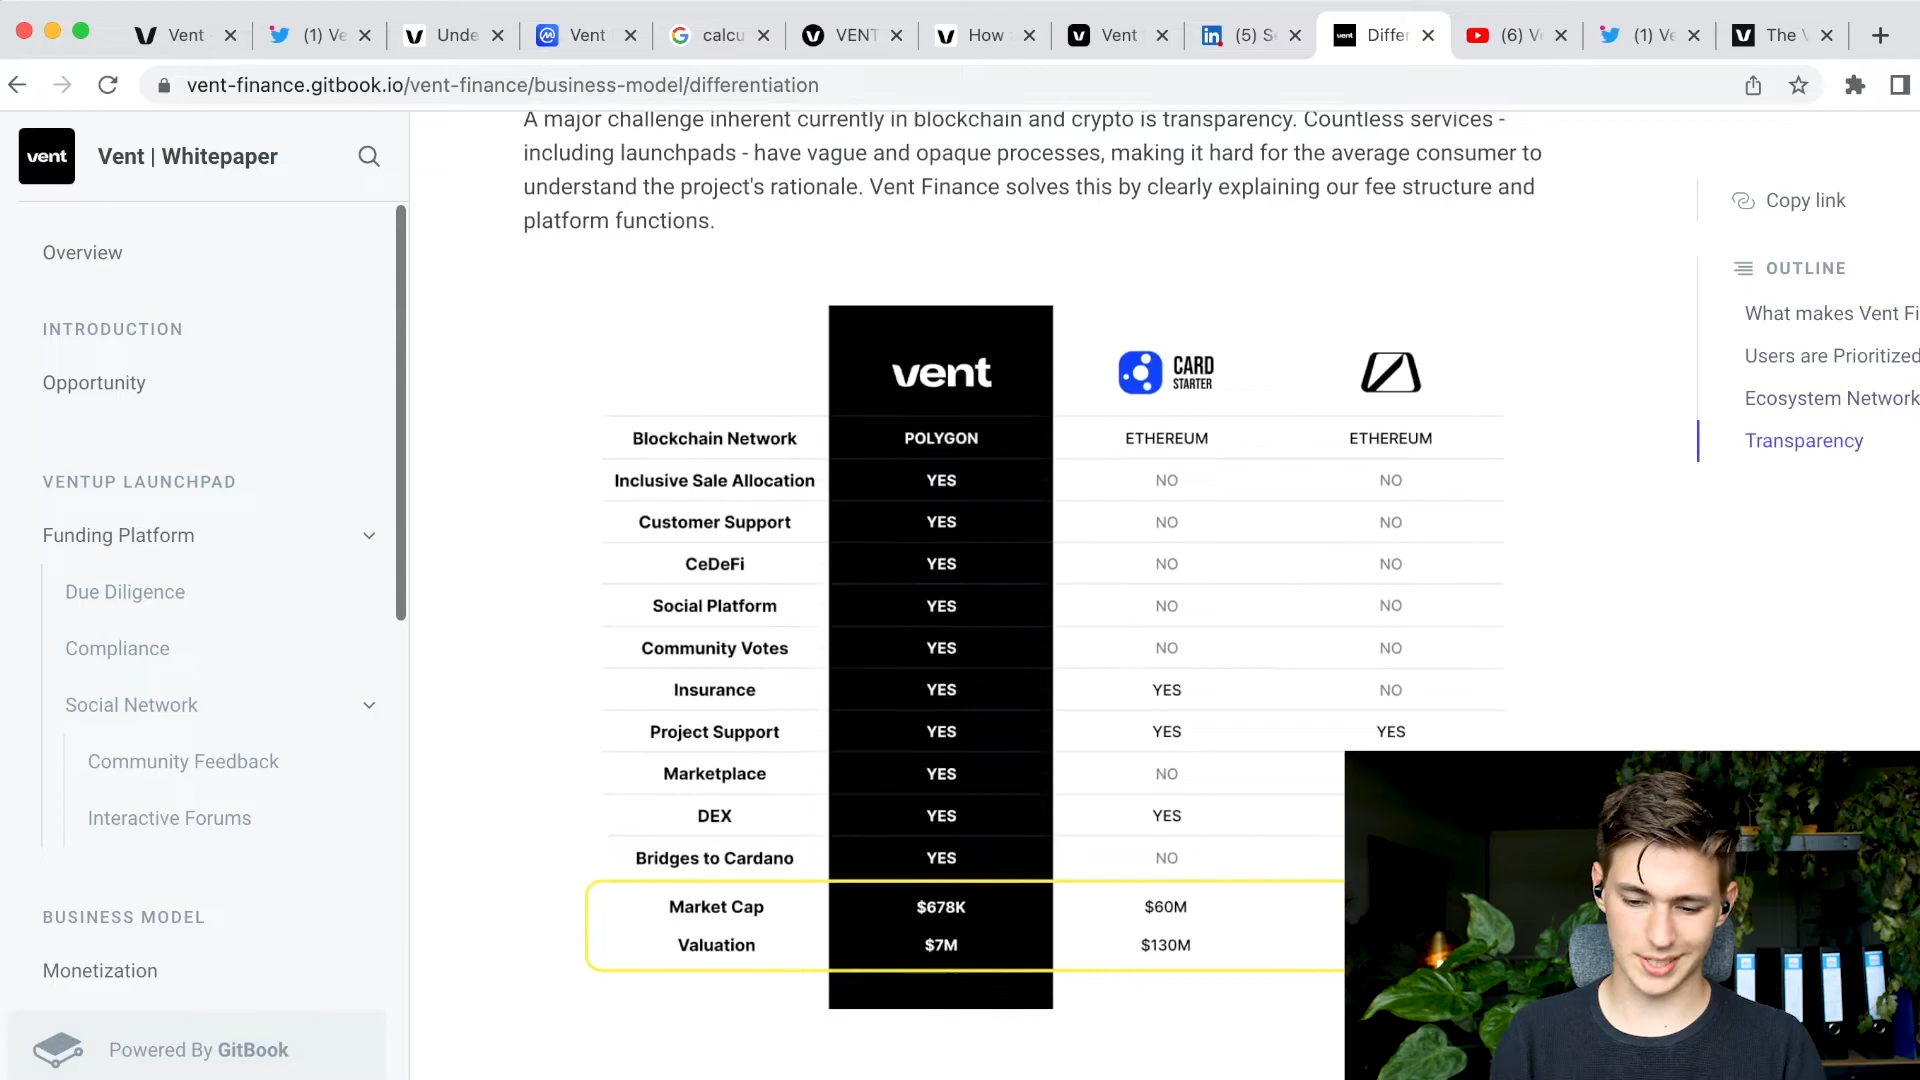 Vent
(1) Ve
Unde
Vent
calcu
VENT
How
Vent
(5) S
Differ
(6) V
(1) Ve
The
vent-finance.gitbook.io/vent-finance/business-model/differentiation
vent
Vent | Whitepaper
Overview
INTRODUCTION
Opportunity
VENTUP LAUNCHPAD
Funding Platform
Due Diligence
Compliance
Social Network
Community Feedback
Interactive Forums
BUSINESS MODEL
Monetization
Powered By GitBook
A major challenge inherent currently in blockchain and crypto is transparency. Countless services -
including launchpads - have vague and opaque processes, making it hard for the average consumer to
understand the project's rationale. Vent Finance solves this by clearly explaining our fee structure and
platform functions.
vent CARD
STARTER
Blockchain Network POLYGON ETHEREUM ETHEREUM
Inclusive Sale Allocation YES NO NO
Customer Support YES NO NO
CeDeFi YES NO NO
Social Platform YES NO NO
Community Votes YES NO NO
Insurance YES YES NO
Project Support YES YES YES
Marketplace YES NO
DEX YES YES
Bridges to Cardano YES NO
Market Cap $678K $60M
Valuation $7M $130M
Copy link
OUTLINE
What makes Vent Fi
Users are Prioritized
Ecosystem Network
Transparency